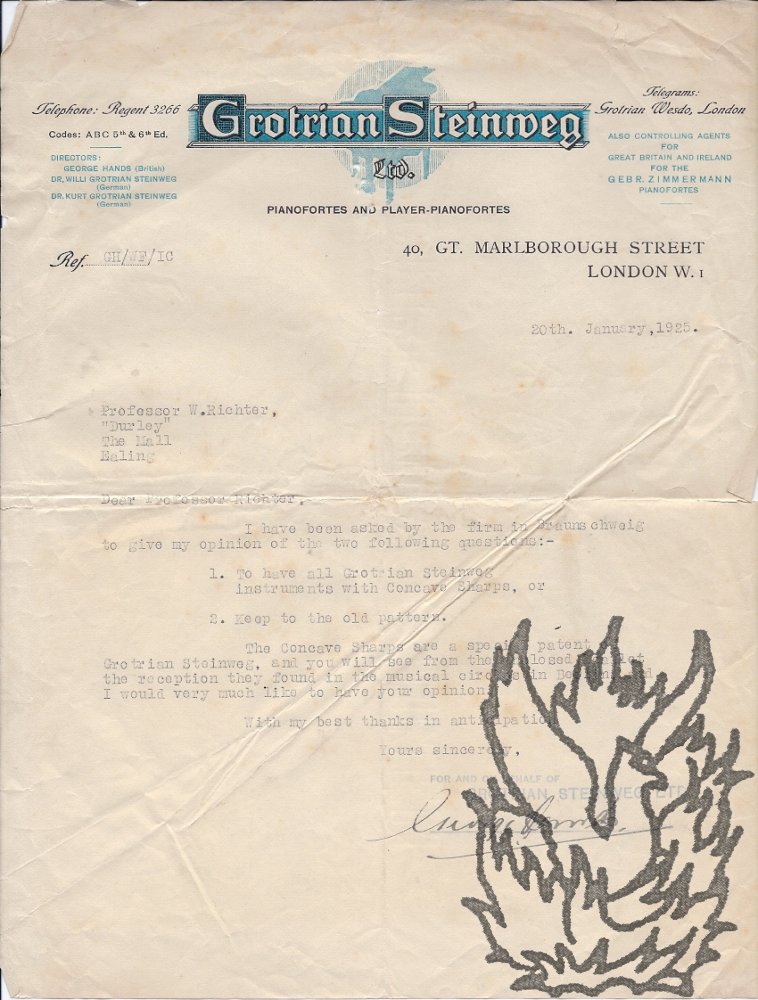 Telephone: Regent 3266
Codes: ABC 5th & 6th Ed.
DIRECTORS:
GEORGE HANDS (British)
DR. WILLI GROTRIAN STEINWEG
(German)
DR. KURT GROTRIAN STEINWEG
(German)
Grotrian Steinweg
Ltd.
PIANOFORTES AND PLAYER-PIANOFORTES
Telegrams:
Grotrian Wesdo, London
ALSO CONTROLLING AGENTS
FOR
GREAT BRITAIN AND IRELAND
FOR THE
GEBR. ZIMMERMANN
PIANOFORTES
Ref. GH/WF/IC
40, GT. MARLBOROUGH STREET
LONDON W. 1
20th. January, 1925.
Professor W.Richter,
"Durley"
The Mall
Ealing
Dear Professor Richter,
I have been asked by the firm in Braunschweig
to give my opinion of the two following questions:-
1. To have all Grotrian Steinweg
instruments with Concave Sharps, or
2. Keep to the old pattern.
The Concave Sharps are a special patent
Grotrian Steinweg, and you will see from the enclosed
the reception they found in the musical circles in
I would very much like to have your opinion.
With my best thanks in anticipation
Yours sincerely,
FOR AND ON BEHALF OF
GROTRIAN STEINWEG LTD